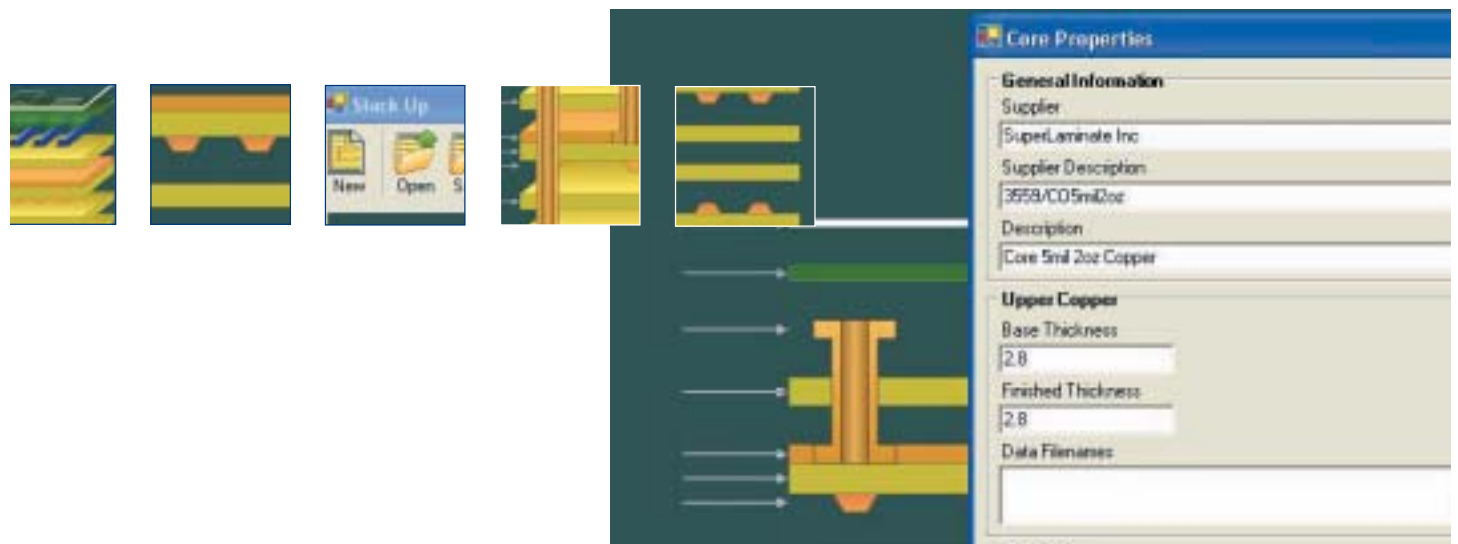 Core Properties
General Information
Supplier
SuperLaminate Inc
Supplier Description
3559/CO5mil2oz
Description
Core 5mil 2oz Copper
Upper Copper
Base Thickness
2.8
Finished Thickness
2.8
Data Filenames
Stack Up
New Open S